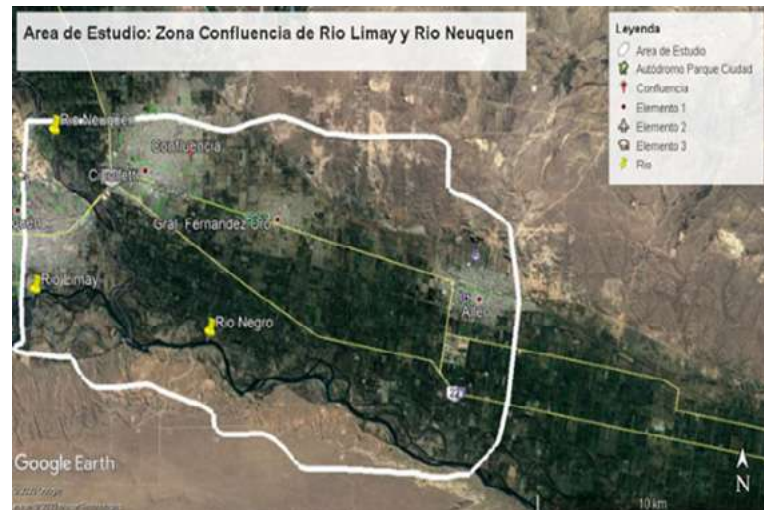 Area de Estudio: Zona Confluencia de Rio Limay y Rio Neuquen
Leyenda
Area de Estudio
Autódromo Parque Ciudad
Confluencia
Elemento 1
Elemento 2
Elemento 3
Rio
Rio Neuquen
Confluencia
Gral. Fernandez Oro
Rio Limay
Allen
Rio Negro
22
Google Earth
N
10 km